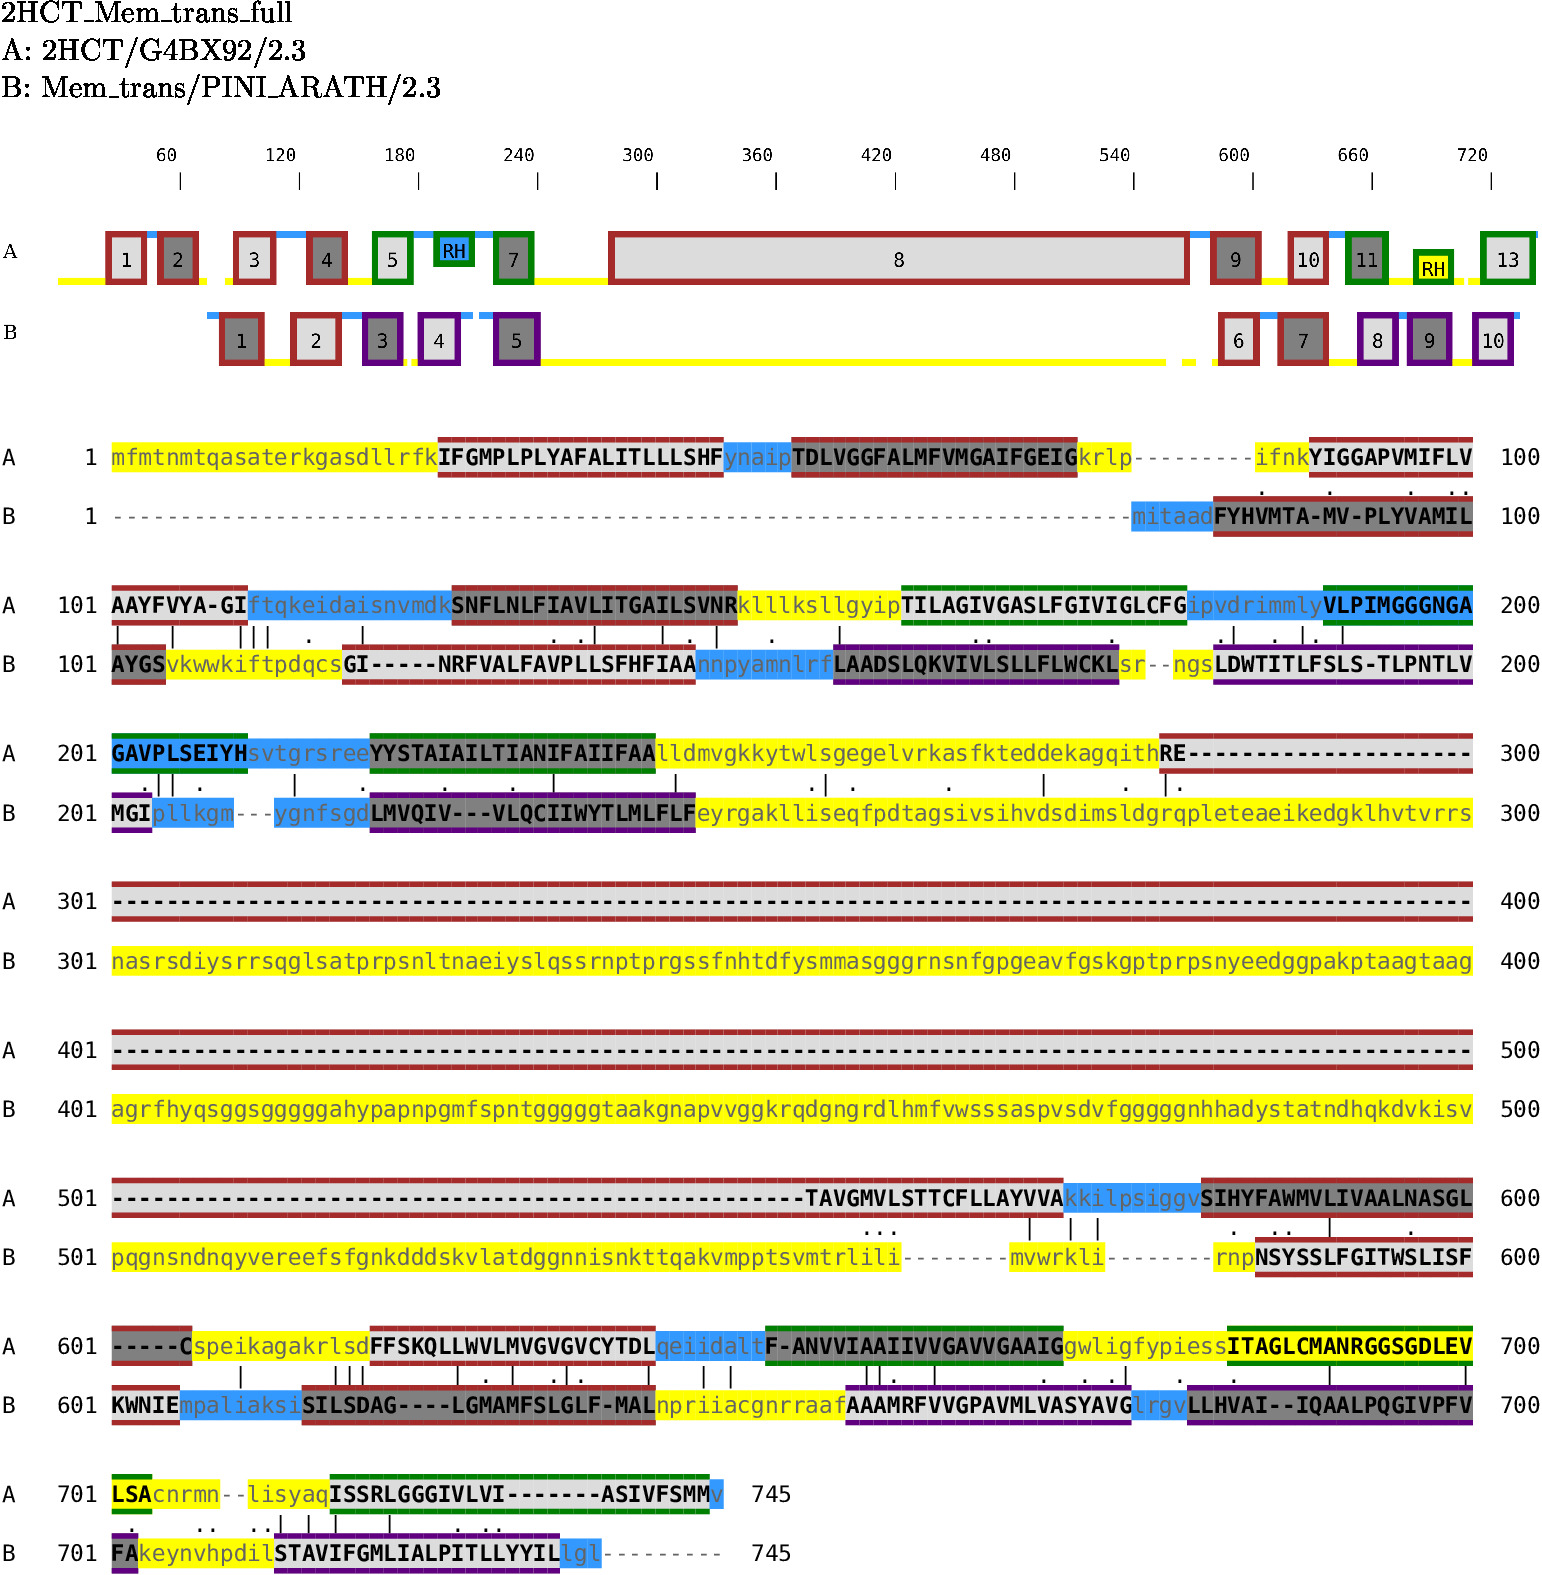 2HCT_Mem_trans_full
A: 2HCT/G4BX92/2.3
B: Mem_trans/PINI_ARATH/2.3
60 120 180 240 300 360 420 480 540 600 660 720
A 1 2 3 4 5 RH 7 8 9 10 11 RH 13
B 1 2 3 4 5 6 7 8 9 10
A 1 mfmtnmtqasaterkgasdllrfkIFGMPLPLYAFALITLLLSHFynaipTDLVGGFALMFVMGAIFGEIGkrlp---------ifnkYIGGAPVMIFLV 100
B 1 ---------------------------------------------------------------------------mitaadFYHVMTA-MV-PLYVAMIL 100
A 101 AAYFVYA-GIftqkeidaisnvmdkSNFLNLFIAVLITGAILSVNRklllksllgyipTILAGIVGASLFGIVIGLCFGipvdrimmlyVLPIMGGGNGA 200
B 101 AYGSvkwwkiftpdqcsGI-----NRFVALFAVPLLSFHFIAAnnpyamnlrfLAADSLQKVIVLSLLFLWCKLsr--ngsLDWTITLFSLS-TLPNTLV 200
A 201 GAVPLSEIYHsvtgrsreeYYSTAIAILTIANIFAIIFAAlldmvgkkytwlsgegelvrkasfkteddekagqithRE--------------------- 300
B 201 MGIpllkgm---ygnfsgdLMVQIV---VLQCIIWYTLMLFLFeyrgaklliseqfpdtagsivsihvdsdimsldgrqpleteaeikedgklhvtvrrs 300
A 301 ---------------------------------------------------------------------------------------------------- 400
B 301 nasrsdiysrrsqglsatprpsnltnaeiyslqssrnptprgssfnhtdfysmmasgggrnsnfgpgeavfgskgptprpsnyeedggpakptaagtaag 400
A 401 ---------------------------------------------------------------------------------------------------- 500
B 401 agrfhyqsggsgggggahypapnpgmfspntgggggtaakgnapvvggkrqdgngrdlhmfvwsssaspvsdvfgggggnhhadystatndhqkdvkisv 500
A 501 ---------------------------------------------------TAVGMVLSTTCFLLAYVVAkkilpsiggvSIHYFAWMVLIVAALNASGL 600
B 501 pqgnsndnqyvereefsfgnkdddskvlatdggnnisnkttqakvmpptsvmtrlili--------mvwrkli--------rnpNSYSSLFGITWSLISF 600
A 601 -----CspeikagakrlsdFFSKQLLWVLMVGVGVCYTDLqeiidaltF-ANVVIAAIIVVGAVVGAAIGgwligfypiessITAGLCMANRGGSGDLEV 700
B 601 KWNIEmpaliaksiSILSDAG----LGMAMFSLGLF-MALnpriiacgnrraafAAAMRFVVGPAVMLVASYAVGlrgvLLHVAI--IQAALPQGIVPFV 700
A 701 LSAcnrmn--lisyaqISSRLGGGIVLVI-------ASIVFSMMv 745
B 701 FAkeynvhpdilSTAVIFGMLIALPITLLYYILlgl--------- 745